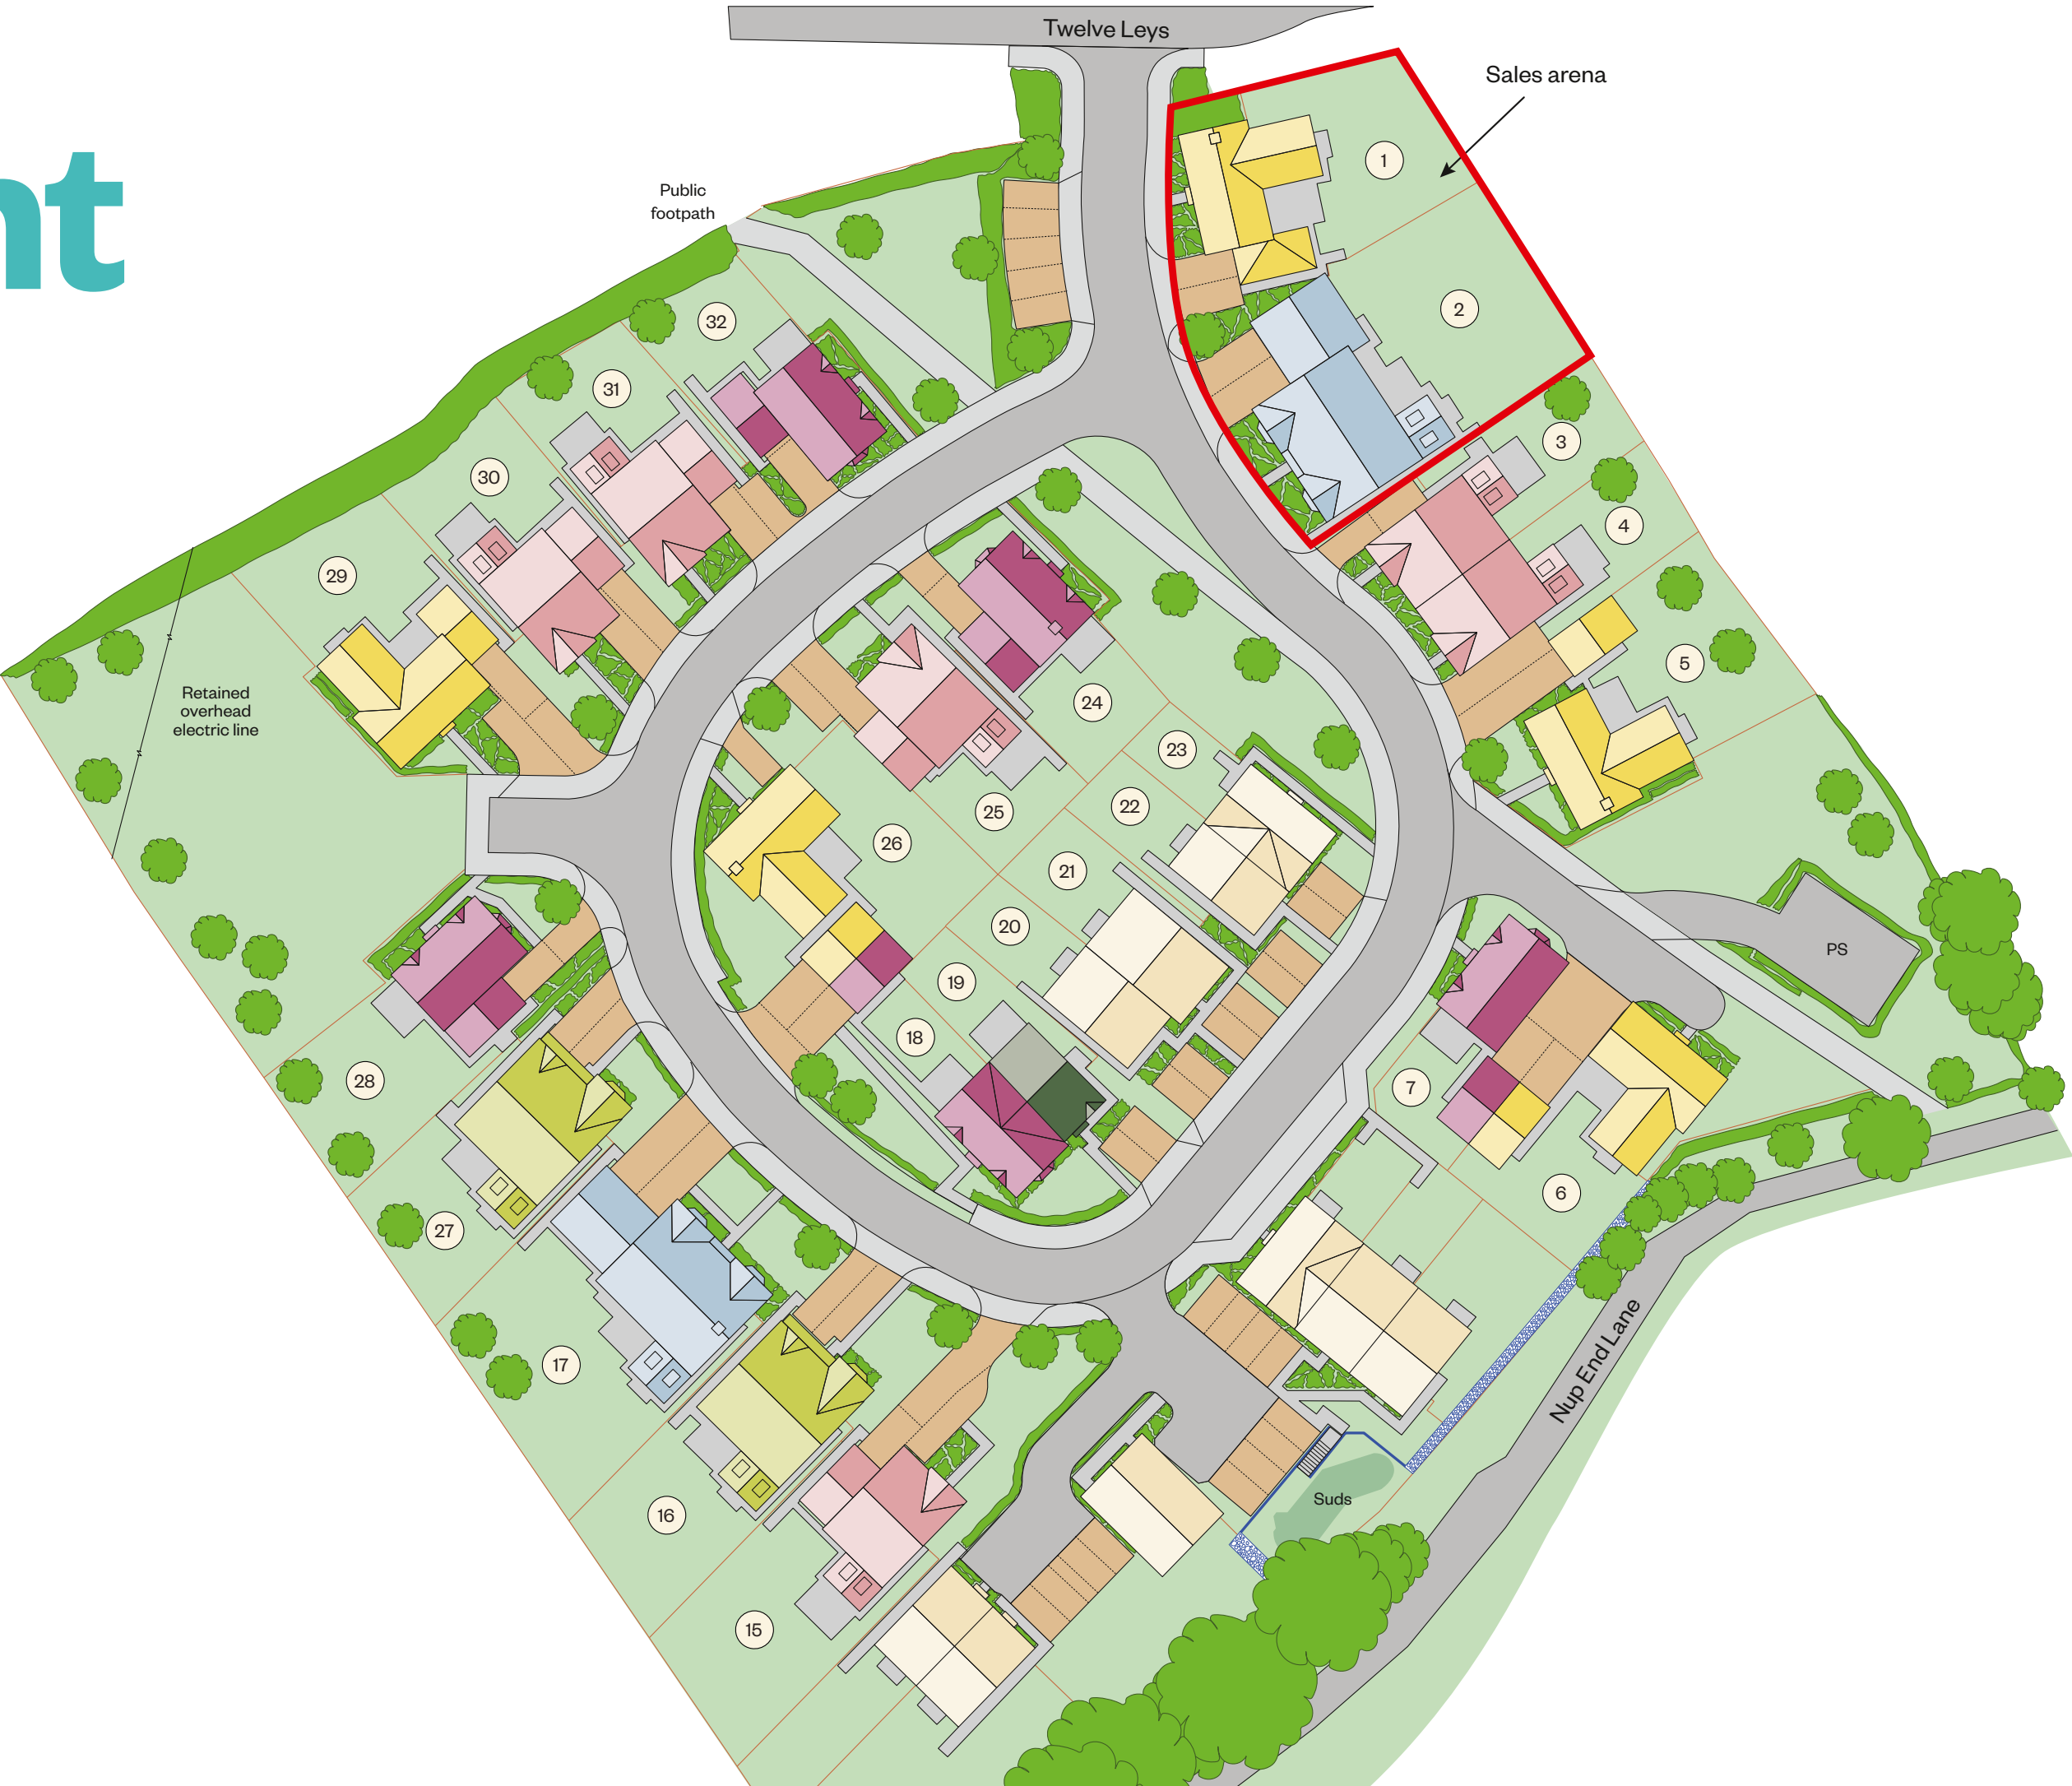 Twelve Leys
Sales arena
nt
1
Public
footpath
2
32
31
3
30
4
29
5
Retained
overhead
electric line
24
23
22
25
26
21
20
PS
19
18
28
7
6
27
17
Nup End Lane
16
Suds
15